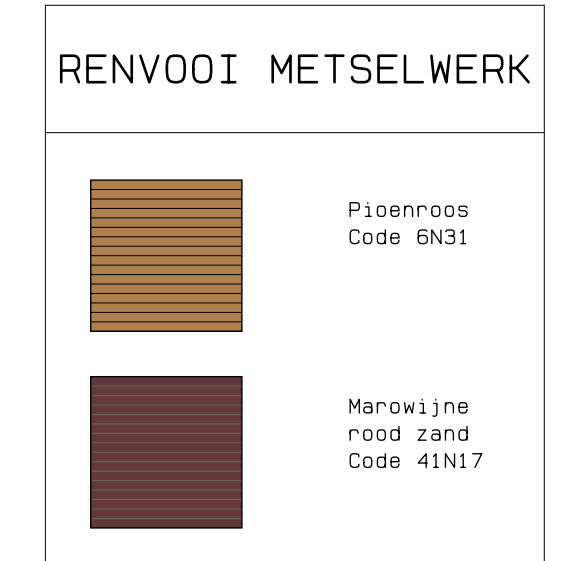 RENVOOI METSELWERK
Pioenroos
Code 6N31
Marowijne
rood zand
Code 41N17